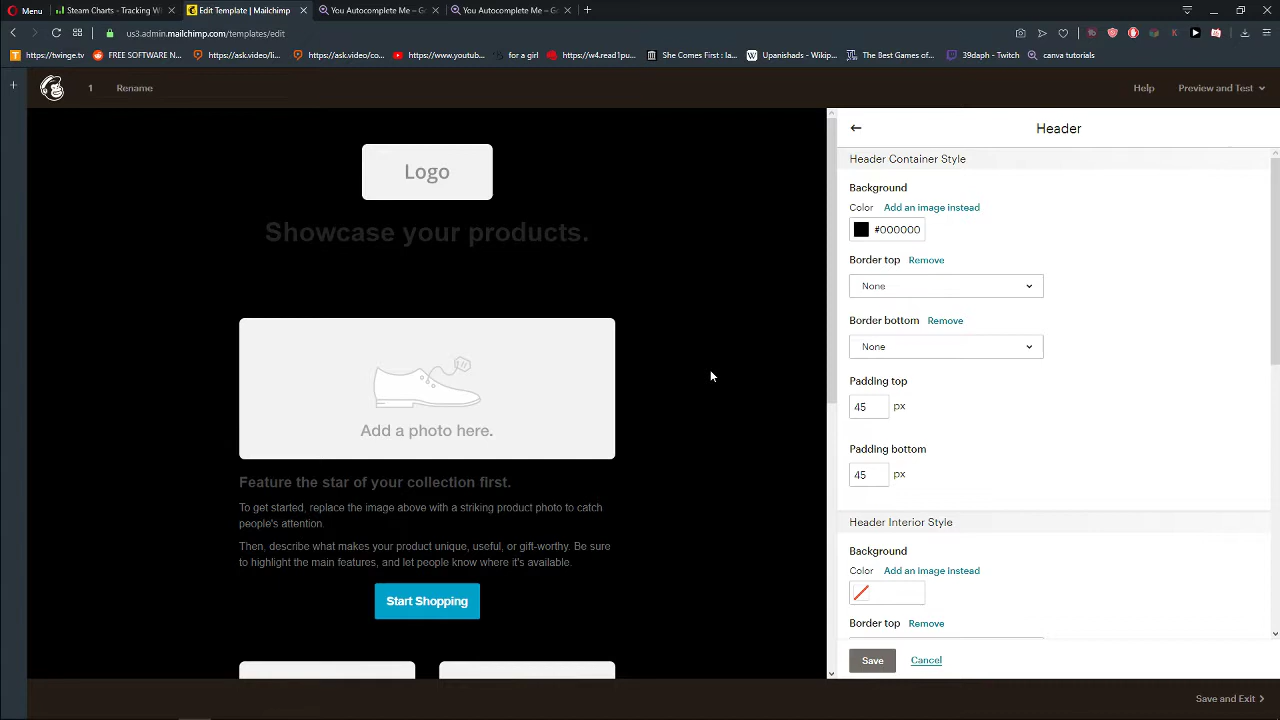 Menu
Steam Charts - Tracking W
Edit Template | Mailchimp
You Autocomplete Me – G
You Autocomplete Me – G
us3.admin.mailchimp.com/templates/edit
https://twinge.tv
FREE SOFTWARE N...
https://ask.video/li...
https://ask.video/co...
https://www.youtube...
for a girl
https://w4.read1pu...
She Comes First : la...
Upanishads - Wikip...
The Best games of...
39daph - Twitch
canva tutorials
1
Rename
Help
Preview and Test
Logo
Showcase your products.
Add a photo here.
Feature the star of your collection first.
To get started, replace the image above with a striking product photo to catch
people's attention.
Then, describe what makes your product unique, useful, or gift-worthy. Be sure
to highlight the main features, and let people know where it's available.
Start Shopping
Header
Header Container Style
Background
Color Add an image instead
#000000
Border top Remove
None
Border bottom Remove
None
Padding top
45 px
Padding bottom
45 px
Header Interior Style
Background
Color Add an image instead
Border top Remove
Save Cancel
Save and Exit